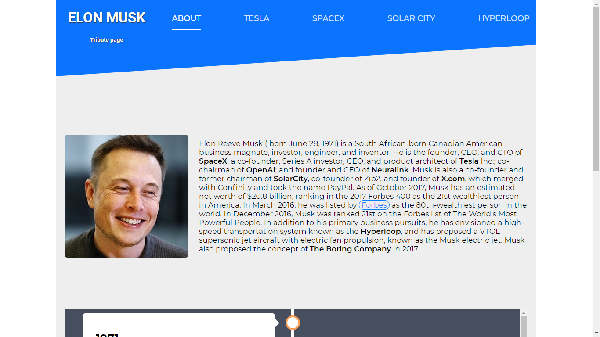 ELON MUSK
Tribute page
ABOUT
TESLA
SPACEX
SOLAR CITY
HYPERLOOP
Elon Reeve Musk (born June 28, 1971) is a South African-born Canadian American
business magnate, investor, engineer, and inventor. He is the founder, CEO, and CTO of
SpaceX; a co-founder, Series A investor, CEO, and product architect of Tesla Inc.; co-
chairman of OpenAI; and founder and CEO of Neuralink. Musk is also a co-founder and
former chairman of SolarCity, co-founder of Zip2, and founder of X.com, which merged
with Confinity and took the name PayPal. As of October 2017, Musk has an estimated
net worth of $20.8 billion, ranking in the 2017 Forbes 400 as the 21st wealthiest person
in America. In March 2016, he was listed by Forbes as the 80th-wealthiest person in the
world. In December 2016, Musk was ranked 21st on the Forbes list of The World's Most
Powerful People. In addition to his primary business pursuits, he has envisioned a high-
speed transportation system known as the Hyperloop, and has proposed a VTOL
supersonic jet aircraft with electric fan propulsion, known as the Musk electric jet. Musk
also proposed the concept of The Boring Company in 2017.
1971